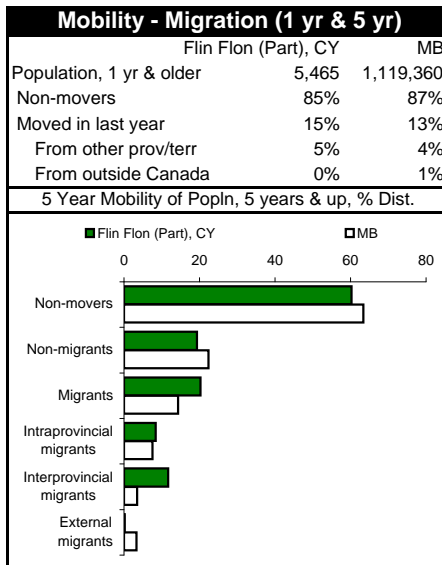 Mobility - Migration (1 yr & 5 yr)
Flin Flon (Part), CY MB
Population, 1 yr & older 5,465 1,119,360
Non-movers 85% 87%
Moved in last year 15% 13%
From other prov/terr 5% 4%
From outside Canada 0% 1%
5 Year Mobility of Popln, 5 years & up, % Dist.
Flin Flon (Part), CY MB
0 20 40 60 80
Non-movers
Non-migrants
Migrants
Intraprovincial
migrants
Interprovincial
migrants
External
migrants